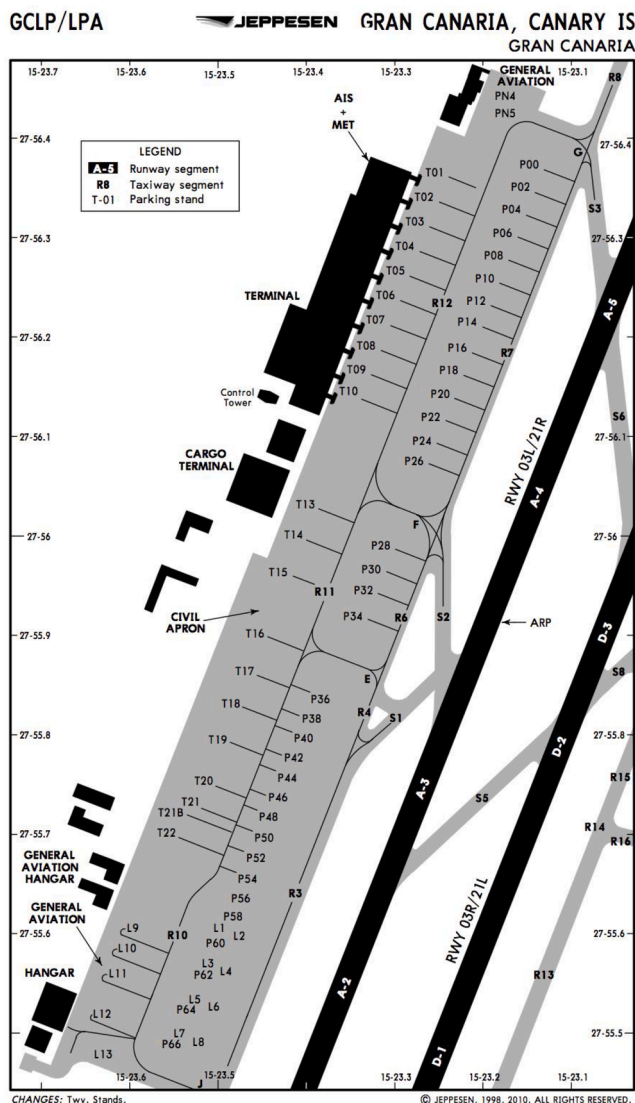 GCLP/LPA
JEPPESEN
GRAN CANARIA, CANARY IS
GRAN CANARIA
15-23.7
15-23.6
15-23.5
15-23.4
15-23.3
15-23.2
15-23.1
GENERAL
AVIATION
R8
AIS
+
MET
PN4
PN5
27-56.4
27-56.4
LEGEND
A-5 Runway segment
R8 Taxiway segment
T-01 Parking stand
G
T01
P00
T02
P02
S3
T03
P04
27-56.3
P06
27-56.3
T04
P08
T05
P10
TERMINAL
T06
R12
P12
A-5
T07
P14
27-56.2
27-56.2
T08
P16
R7
T09
P18
Control
Tower
T10
P20
P22
S6
27-56.1
27-56.1
CARGO
TERMINAL
P24
P26
RWY 03L/21R
A-4
T13
F
27-56
27-56
T14
P28
T15
P30
R11
P32
CIVIL
APRON
P34
R6
S2
ARP
27-55.9
27-55.9
T16
D-3
T17
E
S8
P36
T18
R4
S1
P38
27-55.8
27-55.8
T19
P40
D-2
P42
P44
A-3
R15
T20
P46
S5
T21
P48
T21B
27-55.7
T22
P50
R14
27-55.7
R16
P52
GENERAL
AVIATION
HANGAR
P54
R3
P56
RWY 03R/21L
GENERAL
AVIATION
P58
L9
L1
27-55.6
R10
L2
27-55.6
P60
L10
HANGAR
L3
L11
P62
L4
R13
A-2
L5
P64
L6
L12
L7
27-55.5
27-55.5
P66
L8
L13
D-1
J
15-23.6
15-23.5
15-23.3
15-23.2
15-23.1
CHANGES: Twy. Stands.
© JEPPESEN, 1998, 2010. ALL RIGHTS RESERVED.